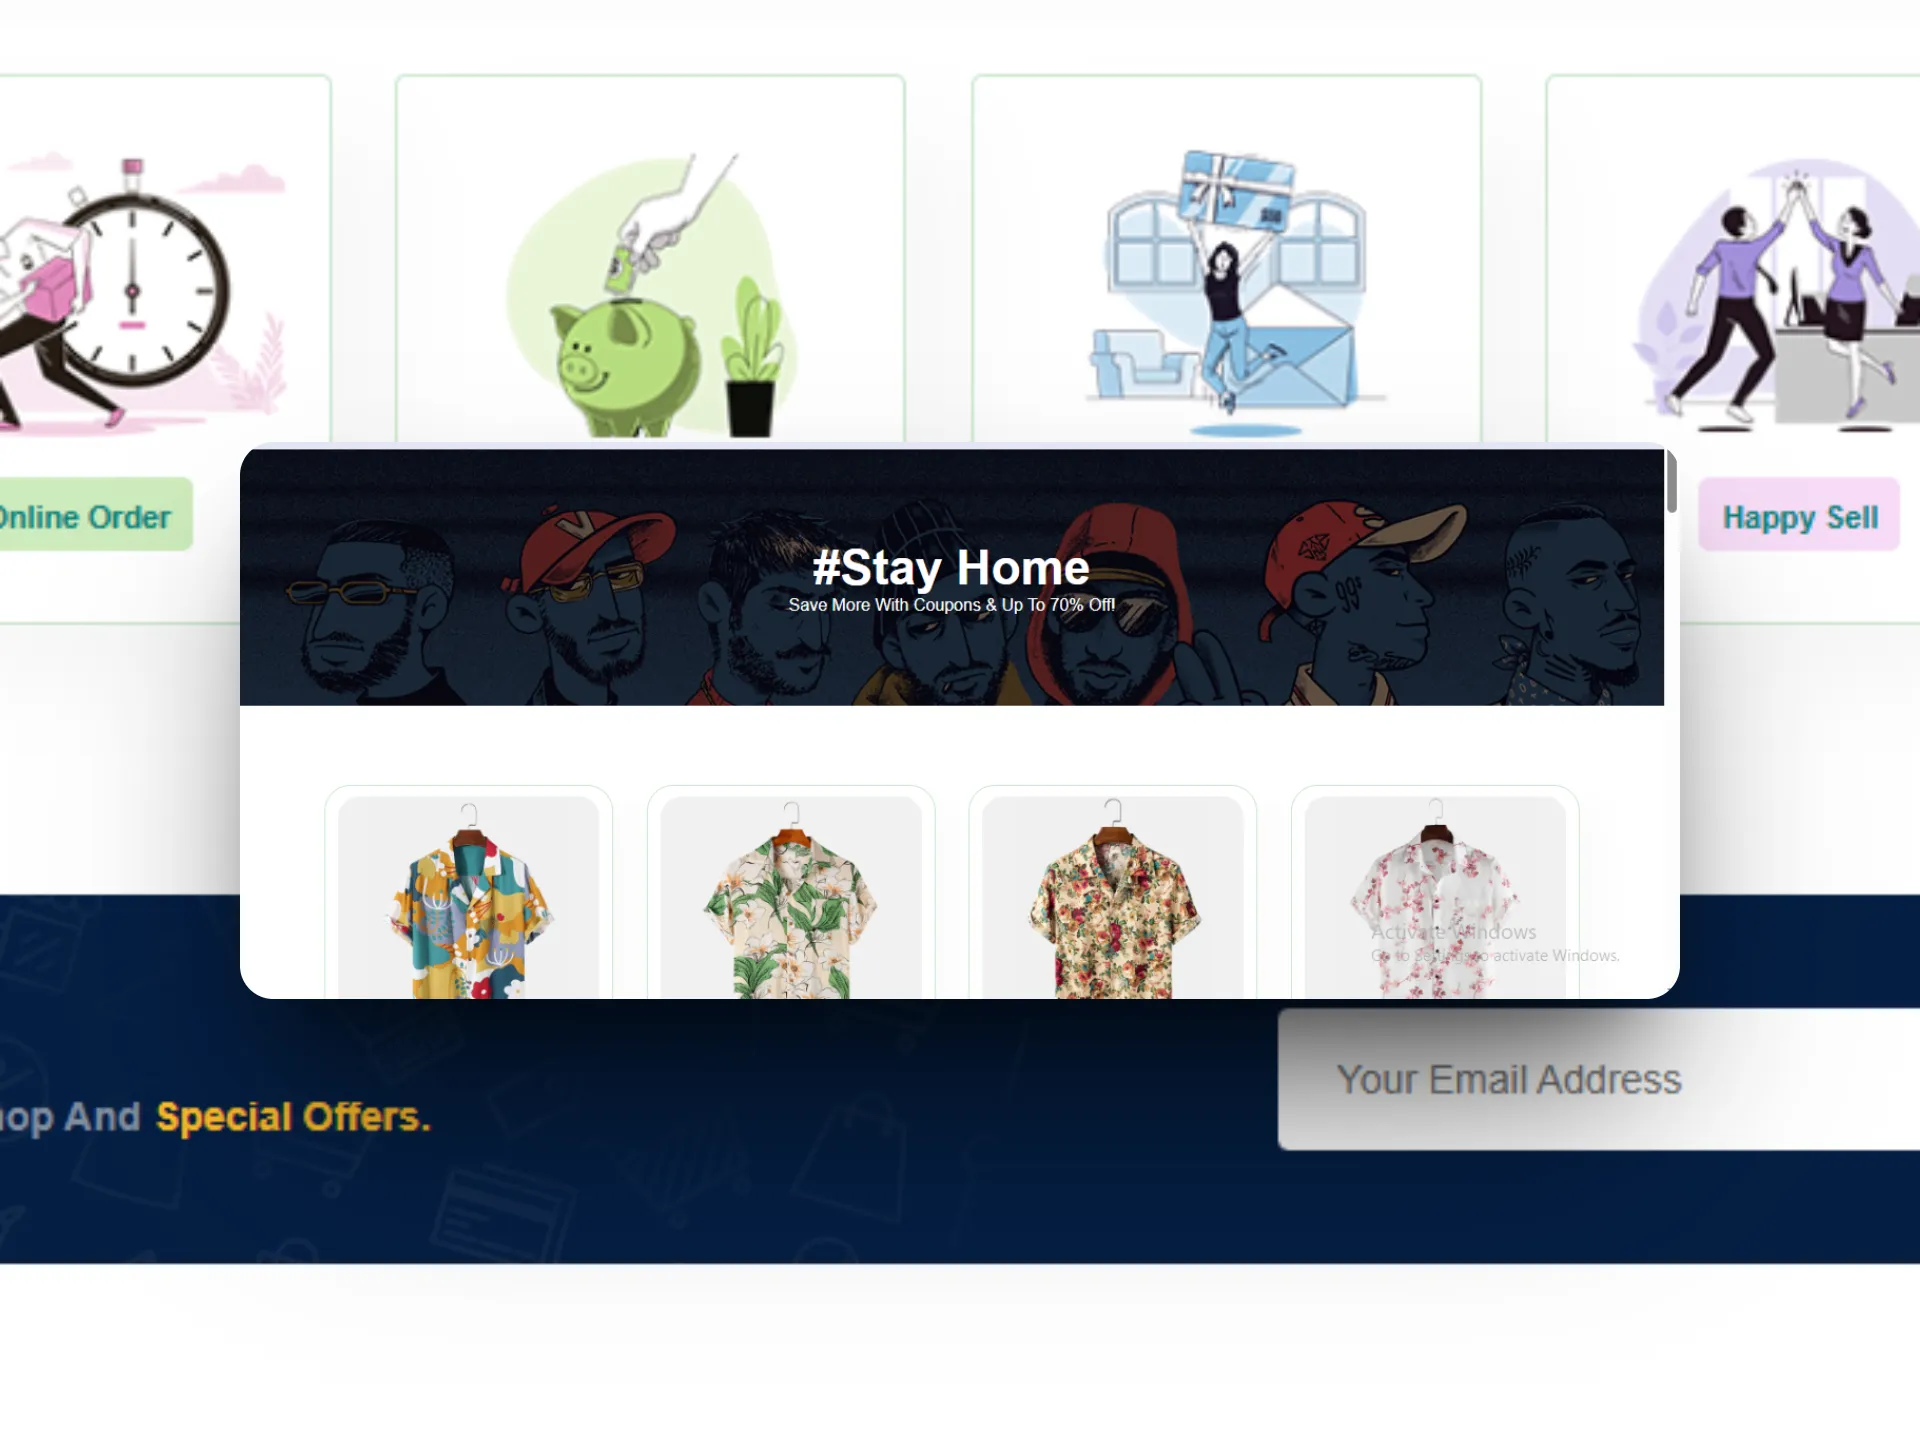 Online Order
Happy Sell
#Stay Home
Save More With Coupons & Up To 70% Off!
Activate Windows
Go to Settings to activate Windows.
And Special Offers.
Your Email Address